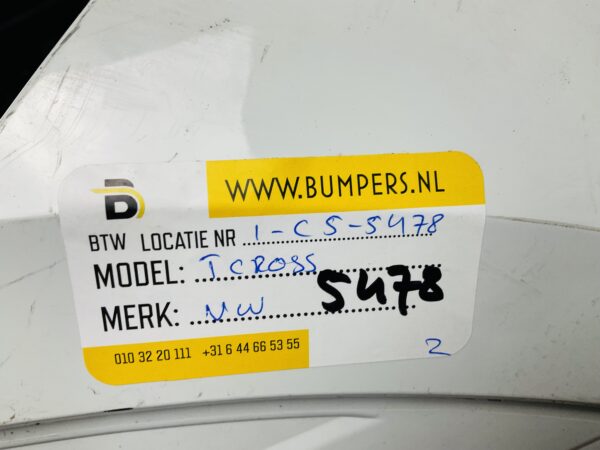 B
WWW.BUMPERS.NL
BTW LOCATIE NR 1-C5-5478
MODEL: T CROSS
MERK: VW 5478
010 32 20 111 +31 6 44 66 53 55
2